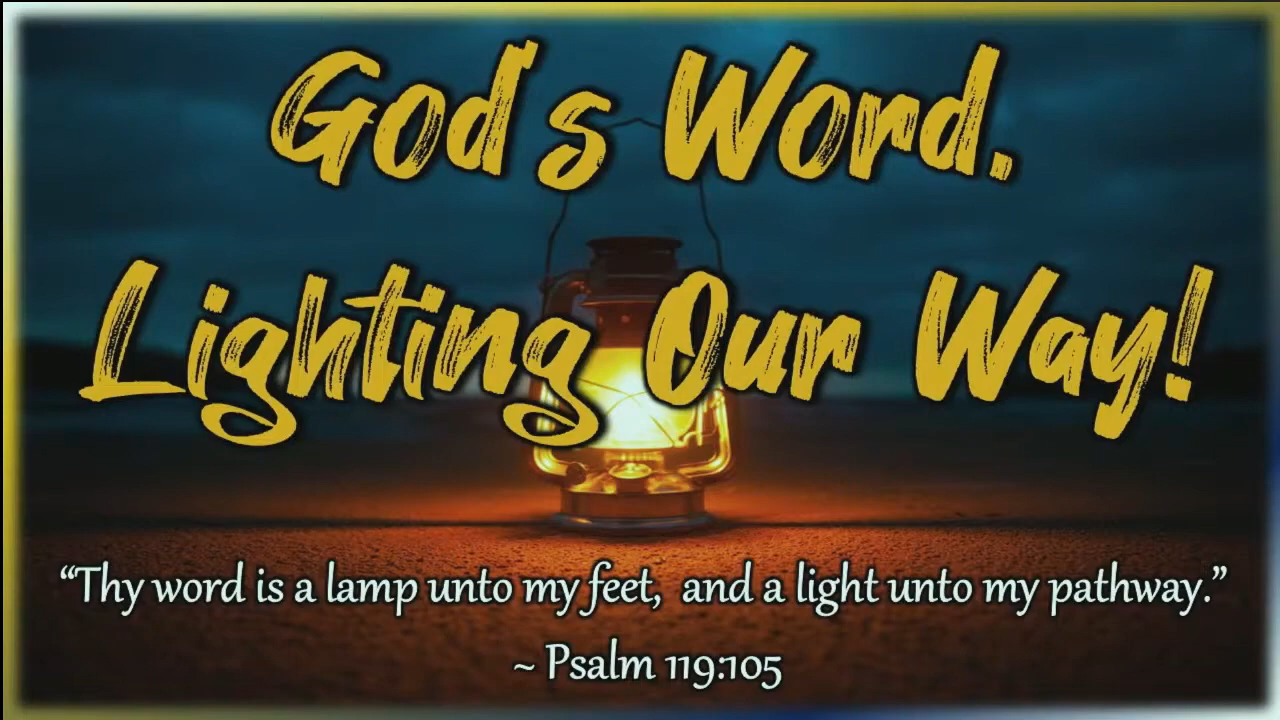 God's Word.
Lighting Our Way!
“Thy word is a lamp unto my feet, and a light unto my pathway.”
~ Psalm 119:105